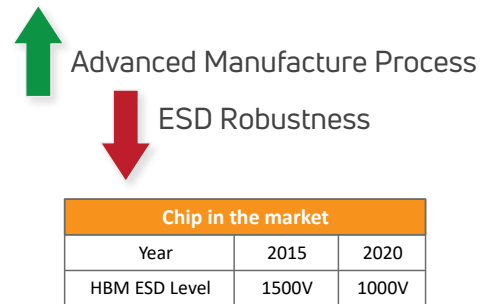 Advanced Manufacture Process
ESD Robustness
Chip in the market
Year 2015 2020
HBM ESD Level 1500V 1000V